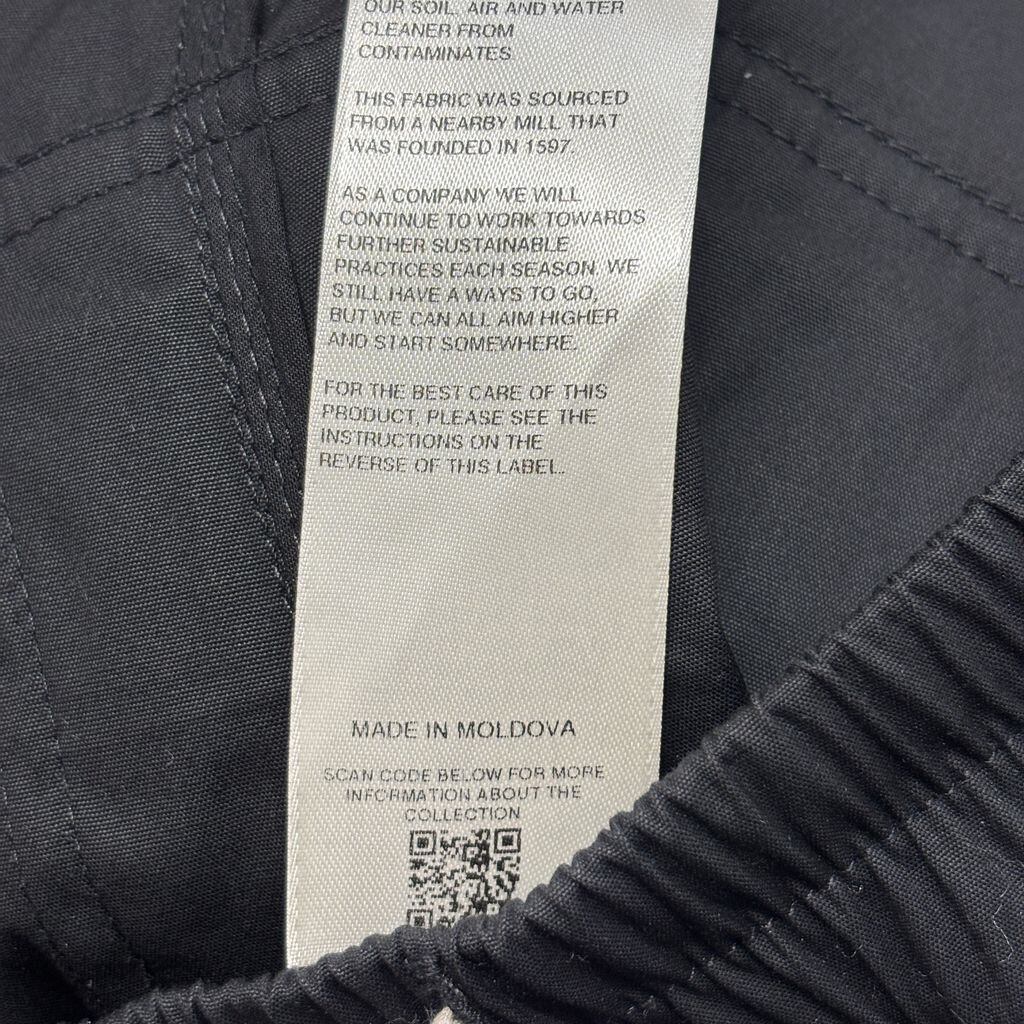 OUR SOIL, AIR AND WATER
CLEANER FROM
CONTAMINATES
THIS FABRIC WAS SOURCED
FROM A NEARBY MILL THAT
WAS FOUNDED IN 1597.
AS A COMPANY WE WILL
CONTINUE TO WORK TOWARDS
FURTHER SUSTAINABLE
PRACTICES EACH SEASON. WE
STILL HAVE A WAYS TO GO,
BUT WE CAN ALL AIM HIGHER
AND START SOMEWHERE.
FOR THE BEST CARE OF THIS
PRODUCT, PLEASE SEE THE
INSTRUCTIONS ON THE
REVERSE OF THIS LABEL.
MADE IN MOLDOVA
SCAN CODE BELOW FOR MORE
INFORMATION ABOUT THE
COLLECTION